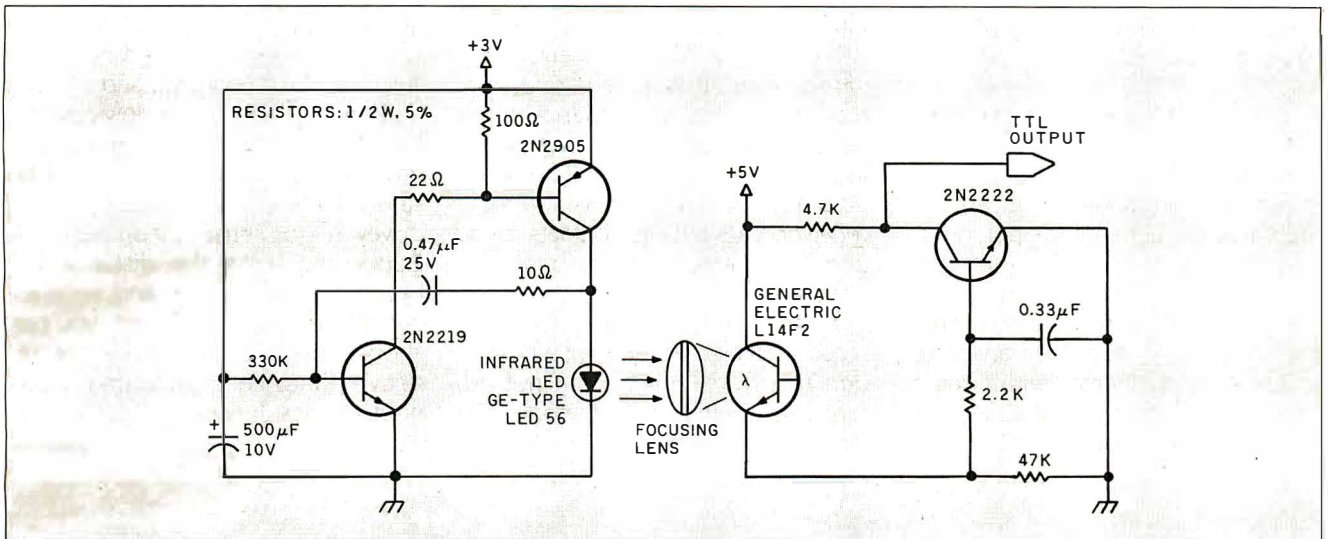 +3V
RESISTORS: 1/2W, 5%
100Ω
2N2905
22Ω
0.47μF
25V
10Ω
2N2219
330K
+
500μF
10V
INFRARED
LED
GE-TYPE
LED 56
FOCUSING
LENS
+5V
4.7K
TTL
OUTPUT
2N2222
GENERAL
ELECTRIC
L14F2
λ
0.33μF
2.2K
47K